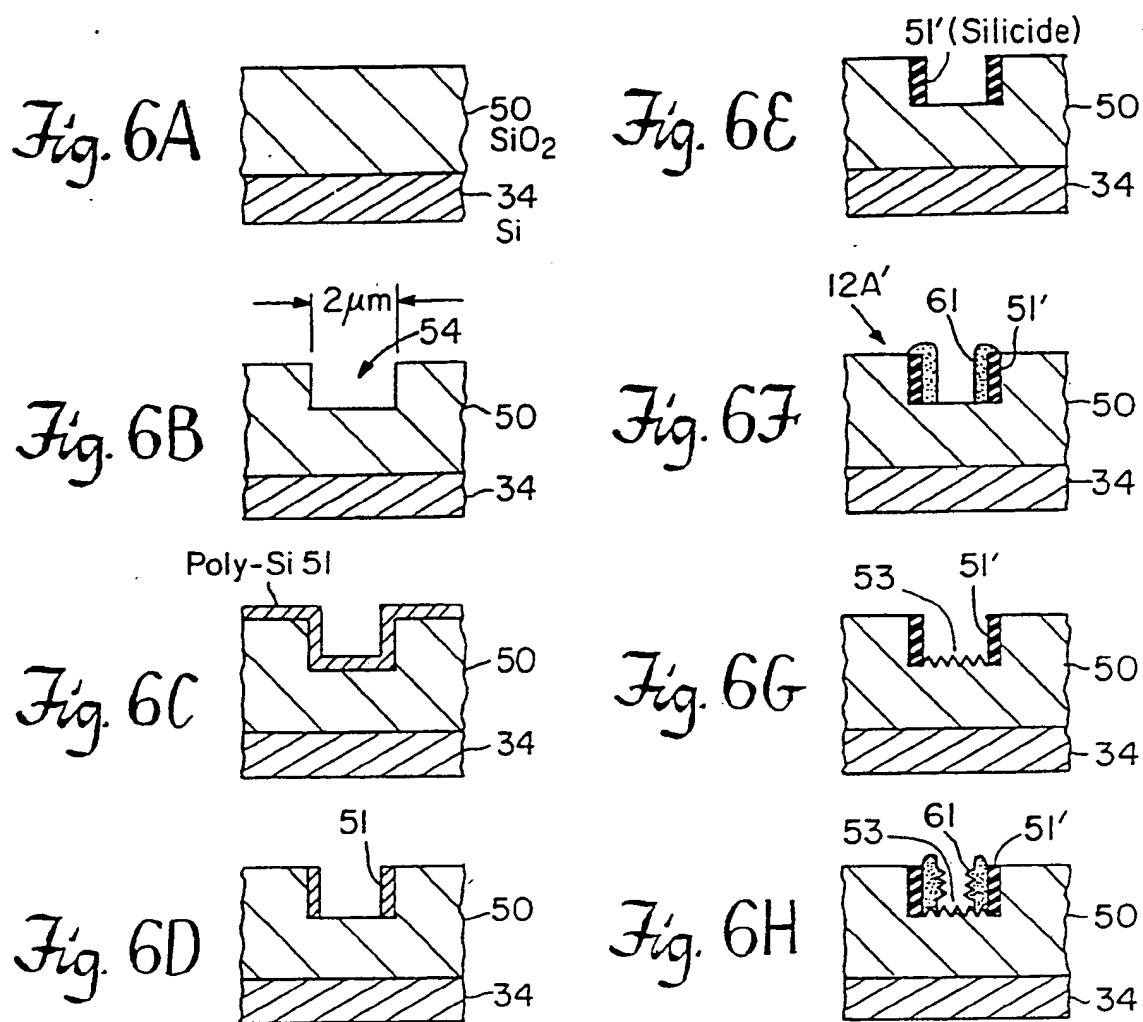 Fig. 6A
50
SiO2
34
Si
Fig. 6B
2μm
54
50
34
Fig. 6C
Poly-Si 51
50
34
Fig. 6D
51
50
34
Fig. 6E
51' (Silicide)
50
34
Fig. 6F
12A'
61
51'
50
34
Fig. 6G
53
51'
50
34
Fig. 6H
53
61
51'
50
34